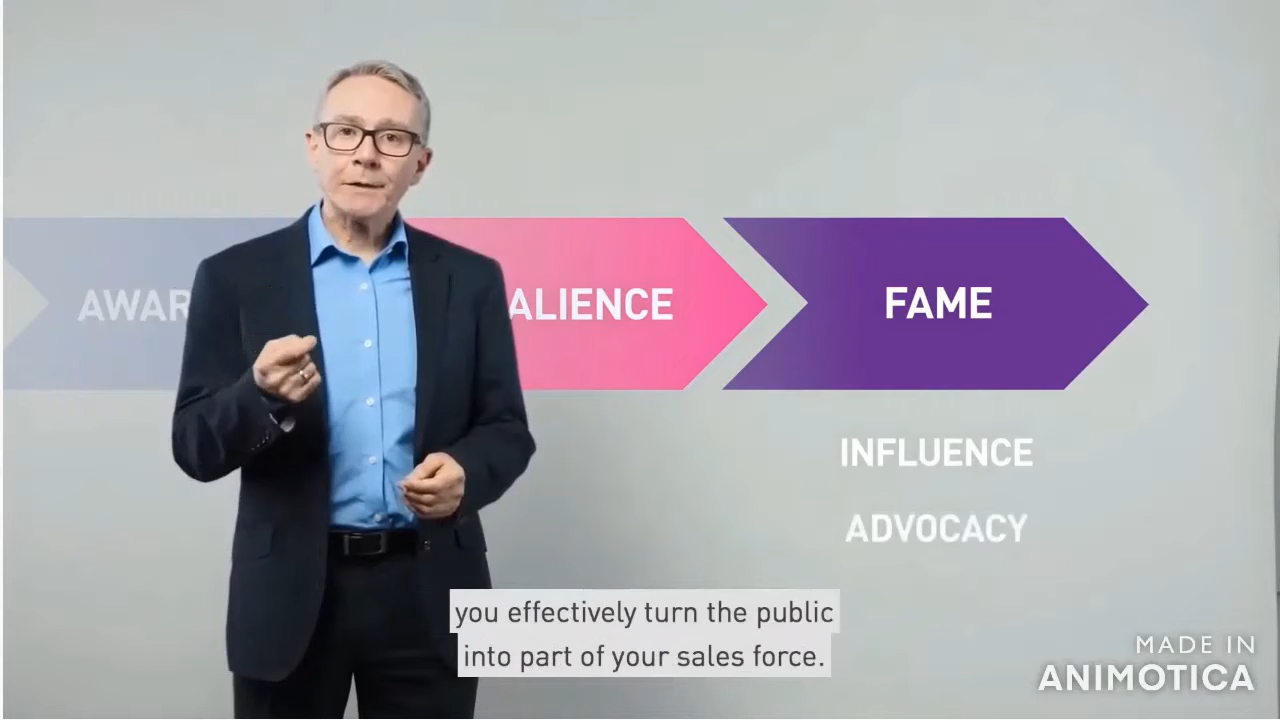 AWAR
ALIENCE
FAME
INFLUENCE
ADVOCACY
you effectively turn the public
into part of your sales force.
MADE IN
ANIMOTICA